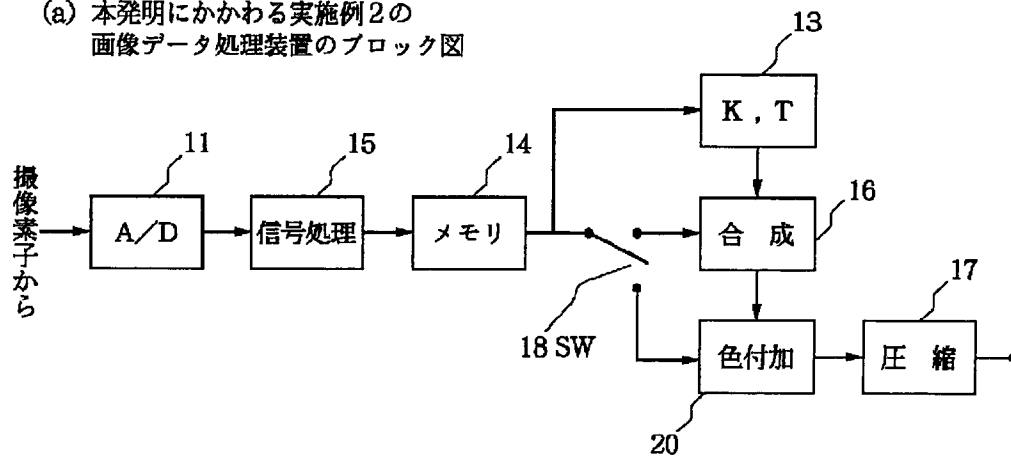 (a) 本発明にかかわる実施例2の
画像データ処理装置のブロック図
13
K , T
11
15
14
16
撮像素子から
A/D
信号処理
メモリ
合 成
17
18 SW
色付加
圧 縮
20